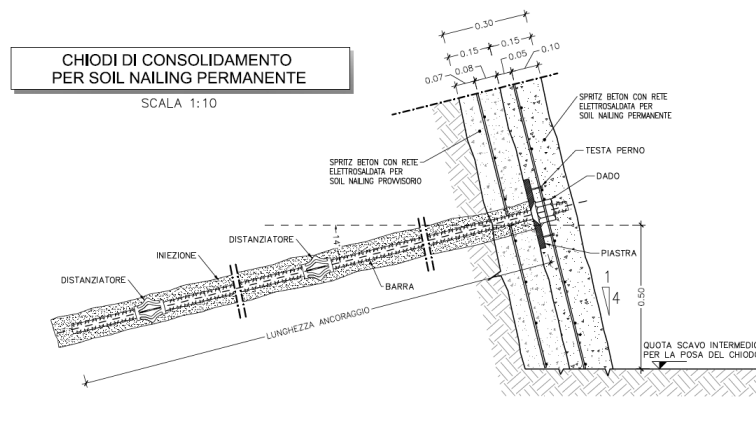 CHIODI DI CONSOLIDAMENTO
PER SOIL NAILING PERMANENTE
SCALA 1:10
0.30
0.15
0.15
0.07
0.08
0.05
0.10
SPRITZ BETON CON RETE
ELETTROSALDATA PER
SOIL NAILING PERMANENTE
TESTA PERNO
DADO
SPRITZ BETON CON RETE
ELETTROSALDATA PER
SOIL NAILING PROVVISORIO
DISTANZIATORE
14
INIEZIONE
DISTANZIATORE
BARRA
PIASTRA
1
4
0.50
LUNGHEZZA ANCORAGGIO
QUOTA SCAVO INTERMEDIO
PER LA POSA DEL CHIODO